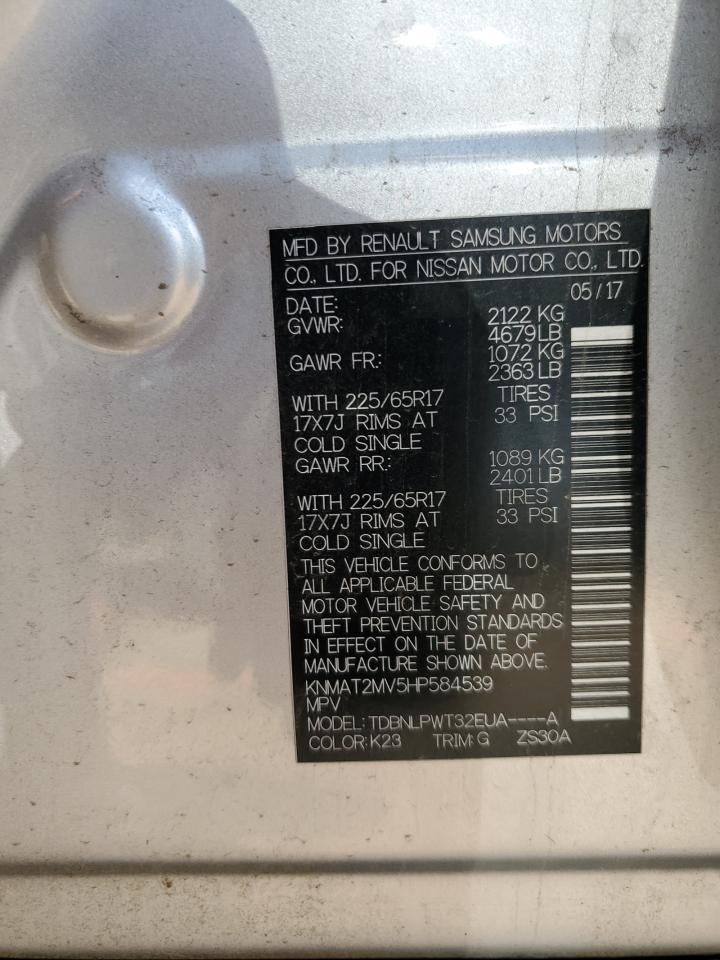 MFD BY RENAULT SAMSUNG MOTORS
CO., LTD. FOR NISSAN MOTOR CO., LTD.
DATE: 05/17
GVWR: 2122 KG
4679 LB
GAWR FR.: 1072 KG
2363 LB
WITH 225/65R17 TIRES
17X7J RIMS AT 33 PSI
COLD SINGLE
GAWR RR.: 1089 KG
2401 LB
WITH 225/65R17 TIRES
17X7J RIMS AT 33 PSI
COLD SINGLE
THIS VEHICLE CONFORMS TO
ALL APPLICABLE FEDERAL
MOTOR VEHICLE SAFETY AND
THEFT PREVENTION STANDARDS
IN EFFECT ON THE DATE OF
MANUFACTURE SHOWN ABOVE.
KNMAT2MV5HP584539
MPV
MODEL: TDBNLPWT32EUA----A
COLOR: K23 TRIM: G ZS30A